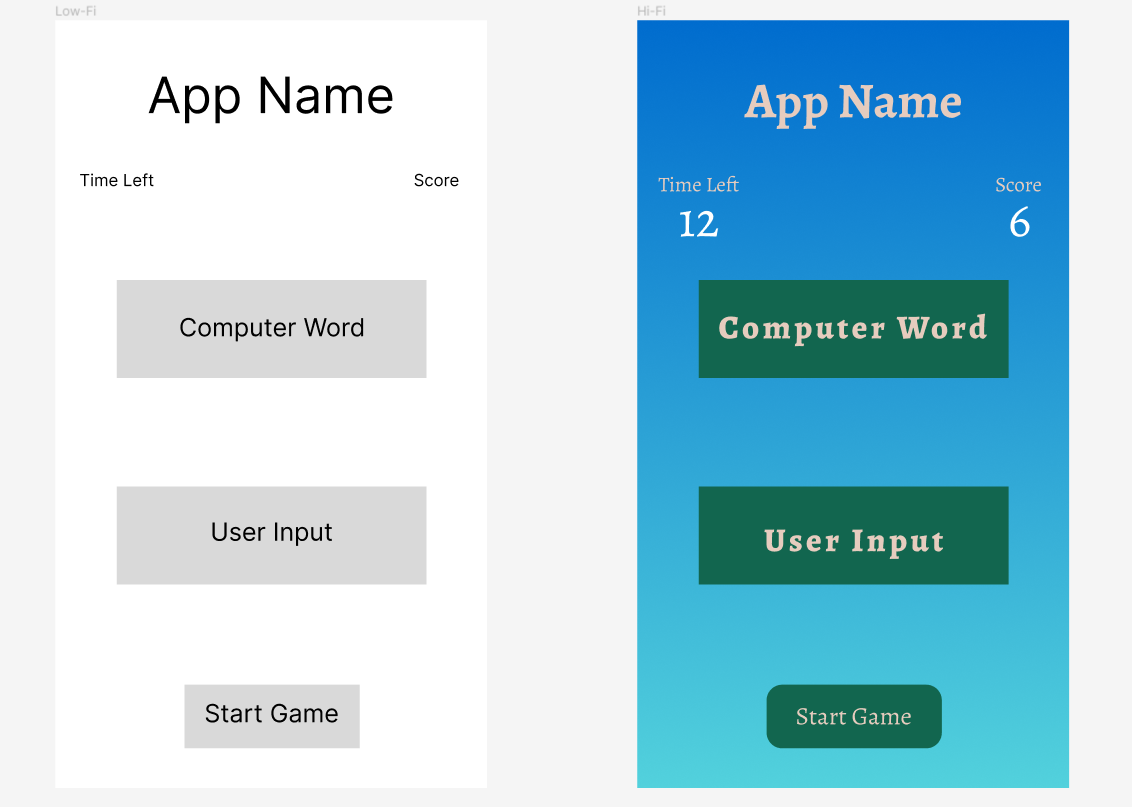 Low-Fi
App Name
Time Left
Score
Computer Word
User Input
Start Game
Hi-Fi
App Name
Time Left
Score
12
6
Computer Word
User Input
Start Game